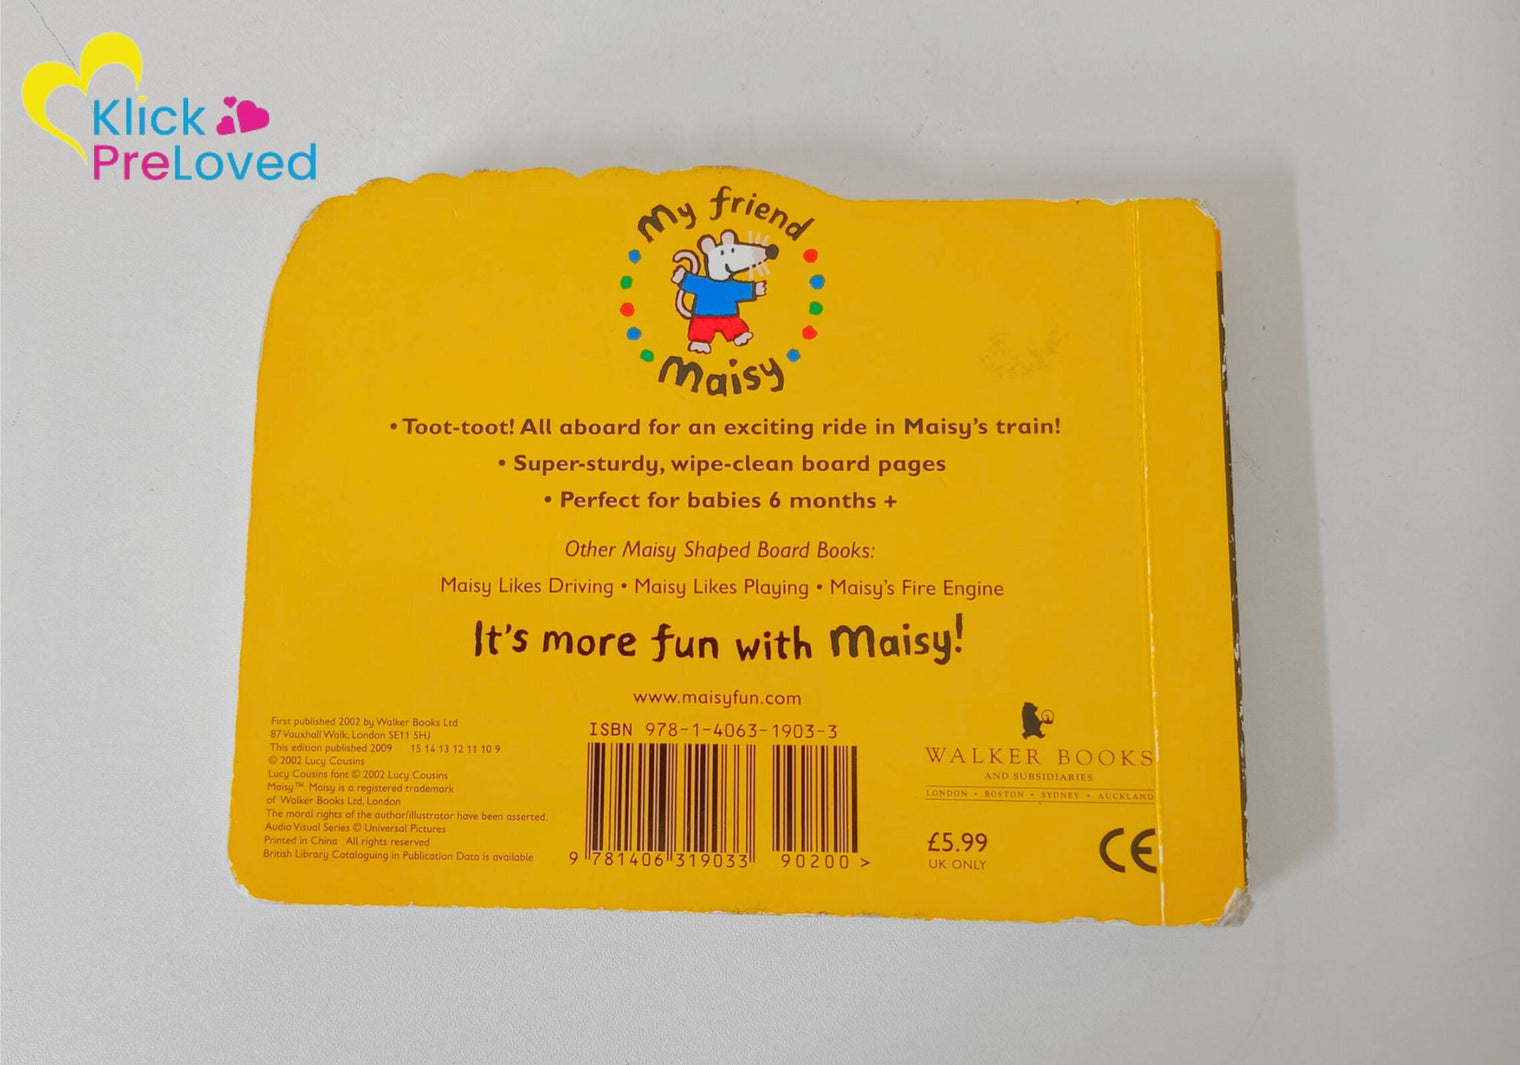 Klick
PreLoved
My friend
Maisy
• Toot-toot! All aboard for an exciting ride in Maisy's train!
• Super-sturdy, wipe-clean board pages
• Perfect for babies 6 months +
Other Maisy Shaped Board Books:
Maisy Likes Driving • Maisy Likes Playing • Maisy's Fire Engine
It's more fun with Maisy!
www.maisyfun.com
First published 2002 by Walker Books Ltd
87 Vauxhall Walk, London SE11 5HJ
This edition published 2009 15 14 13 12 11 10 9
© 2002 Lucy Cousins
Lucy Cousins font © 2002 Lucy Cousins
Maisy™. Maisy is a registered trademark
of Walker Books Ltd, London
The moral rights of the author/illustrator have been asserted.
Audio Visual Series © Universal Pictures
Printed in China All rights reserved
British Library Cataloguing in Publication Data is available
ISBN 978-1-4063-1903-3
9 781406 319033 90200 >
WALKER BOOKS
AND SUBSIDIARIES
LONDON • BOSTON • SYDNEY • AUCKLAND
£5.99
UK ONLY
CE